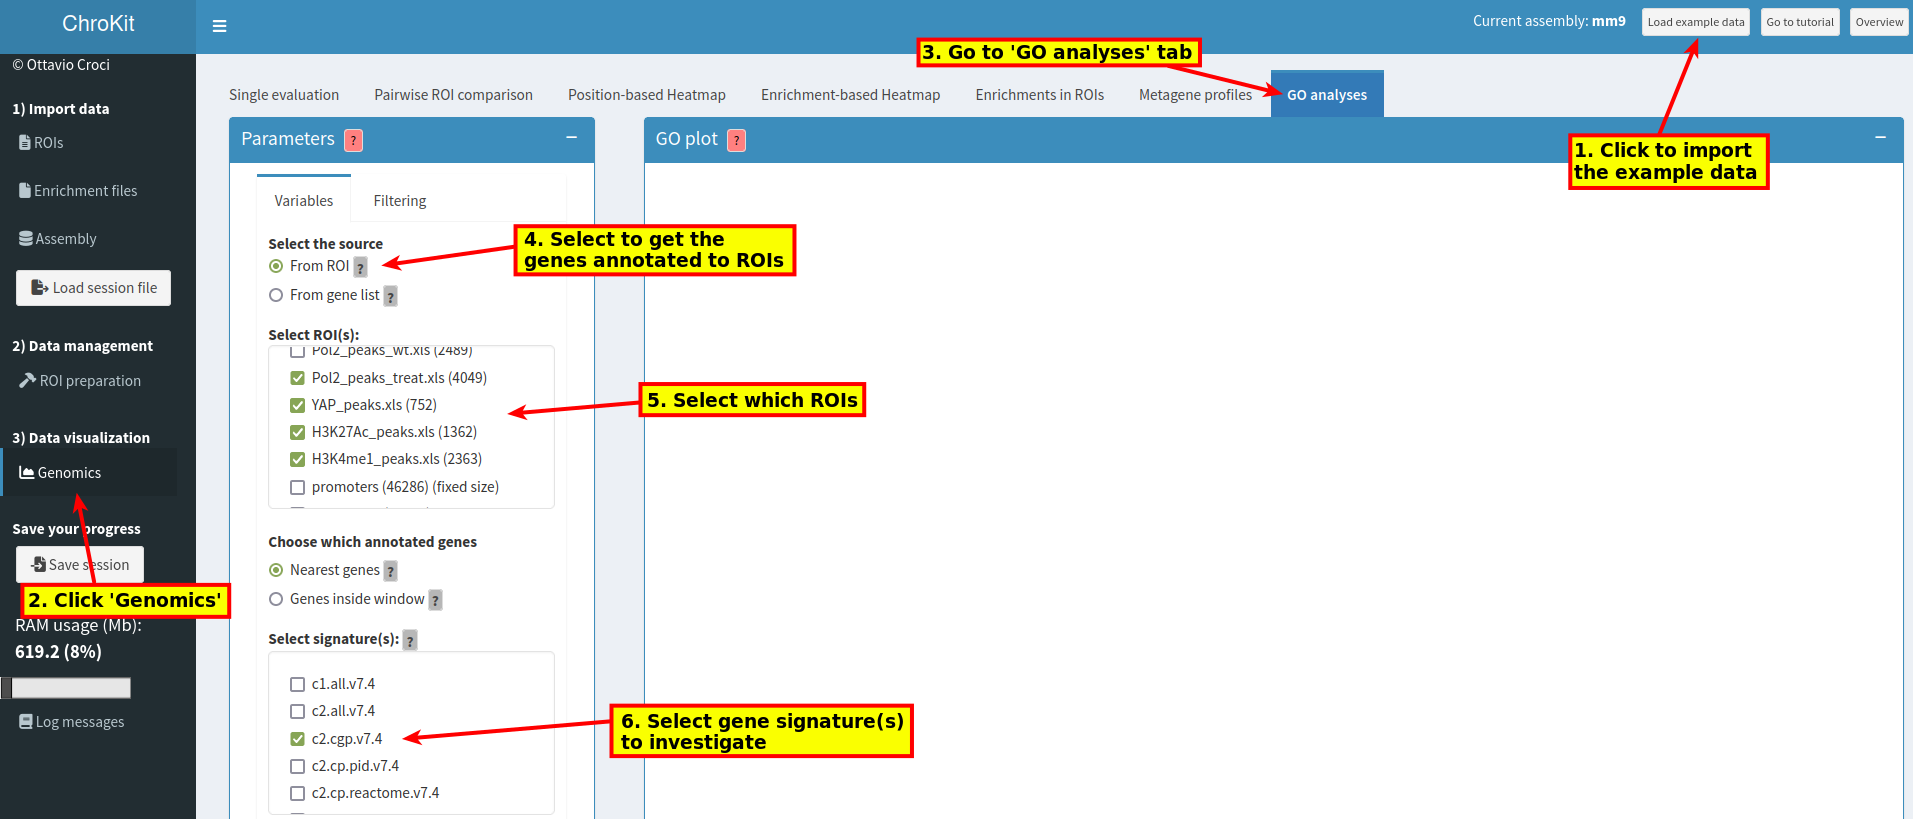 ChroKit
Current assembly: mm9
Load example data
Go to tutorial
Overview
© Ottavio Croci
1) Import data
ROIs
Enrichment files
Assembly
Load session file
2) Data management
ROI preparation
3) Data visualization
Genomics
Save your progress
Save session
2. Click 'Genomics'
RAM usage (Mb):
619.2 (8%)
Log messages
3. Go to 'GO analyses' tab
Single evaluation
Pairwise ROI comparison
Position-based Heatmap
Enrichment-based Heatmap
Enrichments in ROIs
Metagene profiles
GO analyses
1. Click to import
the example data
Parameters ?
GO plot ?
Variables
Filtering
Select the source
From ROI ?
From gene list ?
4. Select to get the
genes annotated to ROIs
Select ROI(s):
Pol2_peaks_wt.xls (2489)
Pol2_peaks_treat.xls (4049)
YAP_peaks.xls (752)
H3K27Ac_peaks.xls (1362)
H3K4me1_peaks.xls (2363)
promoters (46286) (fixed size)
5. Select which ROIs
Choose which annotated genes
Nearest genes ?
Genes inside window ?
Select signature(s): ?
c1.all.v7.4
c2.all.v7.4
c2.cgp.v7.4
c2.cp.pid.v7.4
c2.cp.reactome.v7.4
6. Select gene signature(s)
to investigate